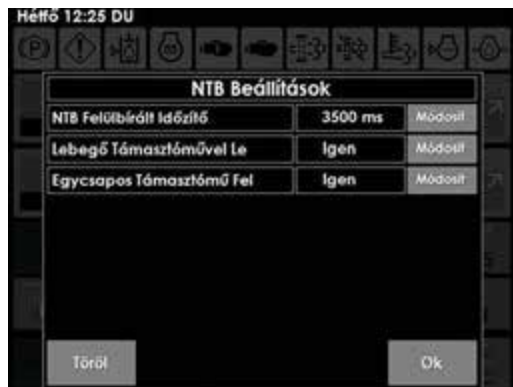 Hétfő 12:25 DU
NTB Beállítások
NTB Felülbírált Időzítő 3500 ms Módosít
Lebegő Támasztóművel Le Igen Módosít
Egycsapos Támasztómű Fel Igen Módosít
Töröl Ok